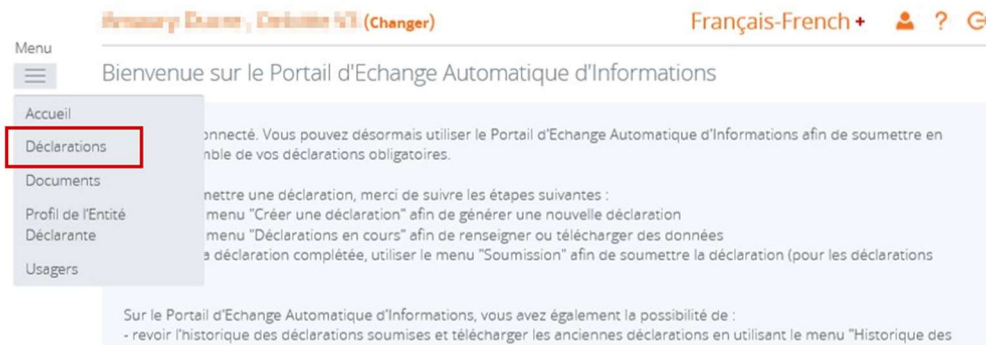 (Changer)
Français-French +
?
Menu
Bienvenue sur le Portail d'Echange Automatique d'Informations
Accueil
Déclarations
Documents
Profil de l'Entité
Déclarante
Usagers
onnecté. Vous pouvez désormais utiliser le Portail d'Echange Automatique d'Informations afin de soumettre en
mble de vos déclarations obligatoires.
mettre une déclaration, merci de suivre les étapes suivantes :
menu "Créer une déclaration" afin de générer une nouvelle déclaration
menu "Déclarations en cours" afin de renseigner ou télécharger des données
a déclaration complétée, utiliser le menu "Soumission" afin de soumettre la déclaration (pour les déclarations
Sur le Portail d'Echange Automatique d'Informations, vous avez également la possibilité de :
- revoir l'historique des déclarations soumises et télécharger les anciennes déclarations en utilisant le menu "Historique des